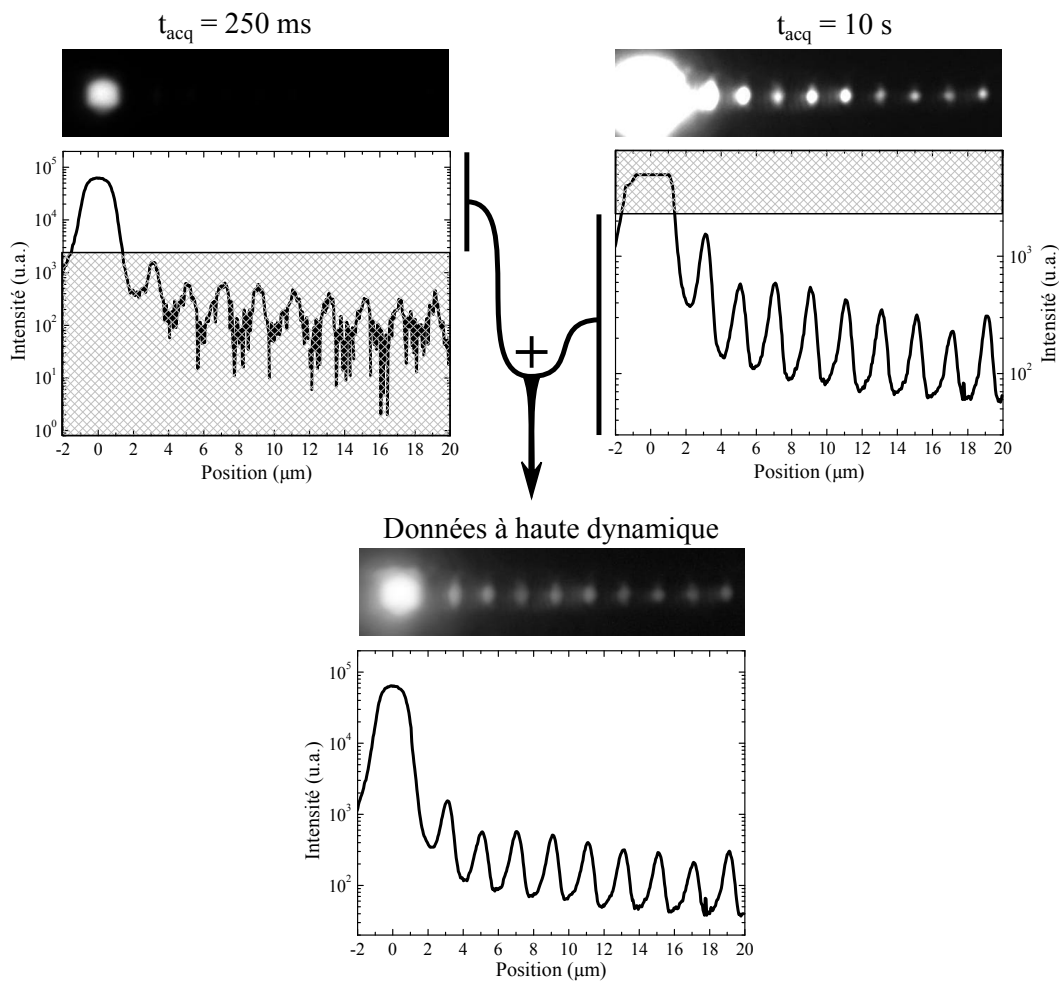 t_acq = 250 ms
t_acq = 10 s
Intensité (u.a.)
10^5
10^4
10^3
10^2
10^1
10^0
-2 0 2 4 6 8 10 12 14 16 18 20
Position (μm)
+
10^3
10^2
Intensité (u.a.)
-2 0 2 4 6 8 10 12 14 16 18 20
Position (μm)
Données à haute dynamique
Intensité (u.a.)
10^5
10^4
10^3
10^2
-2 0 2 4 6 8 10 12 14 16 18 20
Position (μm)